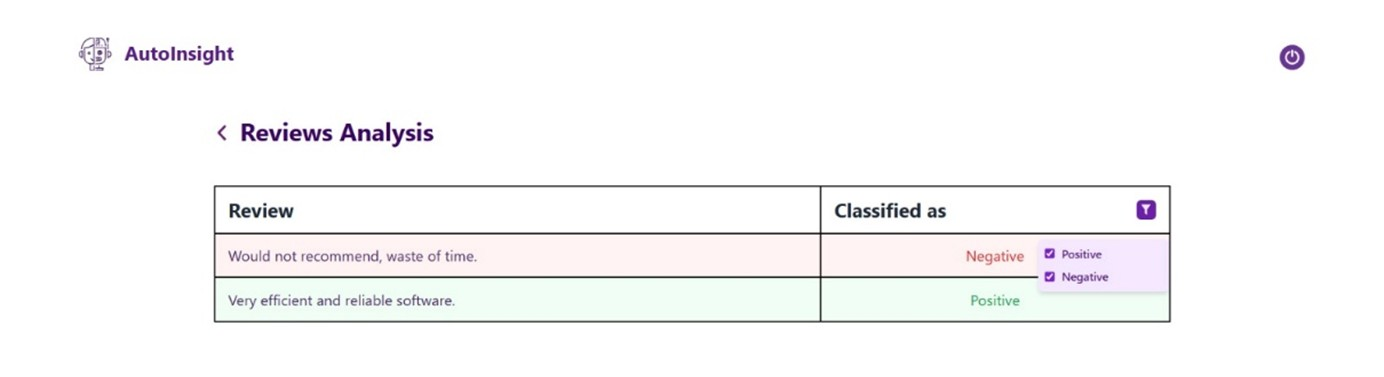 AutoInsight
Reviews Analysis
Review Classified as
Would not recommend, waste of time. Negative
Positive
Negative
Very efficient and reliable software. Positive